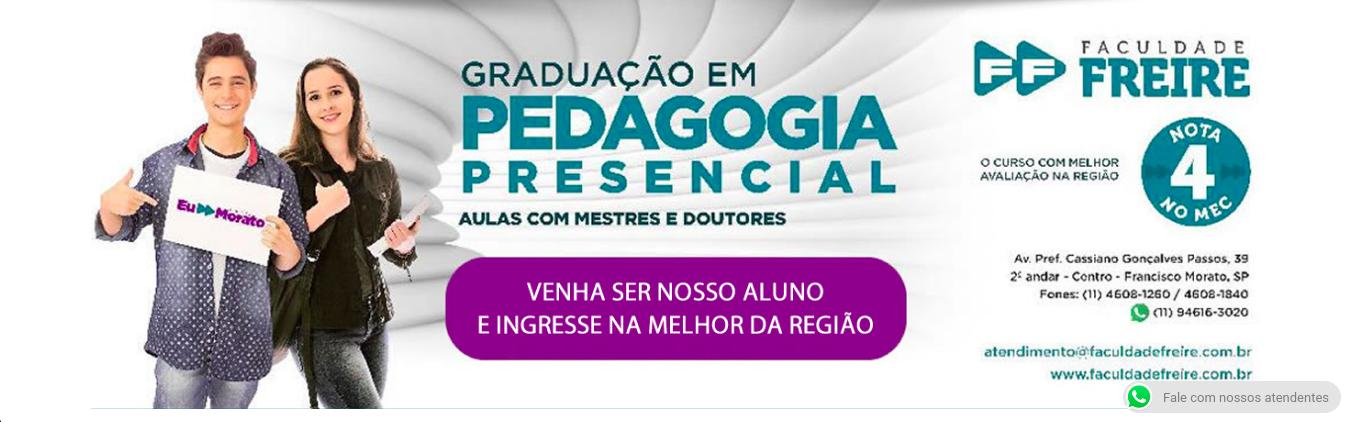 GRADUAÇÃO EM
PEDAGOGIA
PRESENCIAL
AULAS COM MESTRES E DOUTORES
VENHA SER NOSSO ALUNO
E INGRESSE NA MELHOR DA REGIÃO
Eu Morato
FF
FACULDADE
FREIRE
O CURSO COM MELHOR
AVALIAÇÃO NA REGIÃO
NOTA
4
NO MEC
Av. Pref. Cassiano Gonçalves Passos, 39
2º andar - Centro - Francisco Morato, SP
Fones: (11) 4608-1260 / 4608-1840
(11) 94616-3020
atendimento@faculdadefreire.com.br
www.faculdadefreire.com.br
Fale com nossos atendentes